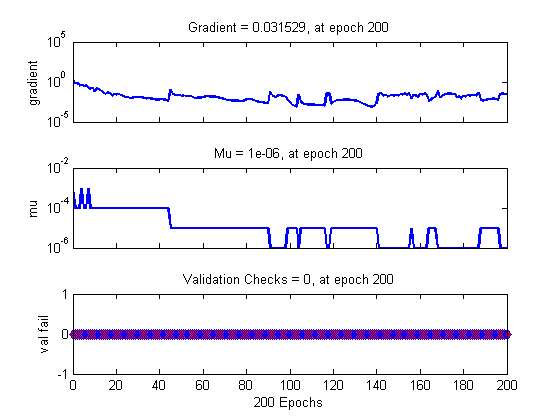 Gradient = 0.031529, at epoch 200
10^5
10^0
10^-5
gradient
Mu = 1e-06, at epoch 200
10^-2
10^-4
10^-6
mu
Validation Checks = 0, at epoch 200
1
0
-1
val fail
0 20 40 60 80 100 120 140 160 180 200
200 Epochs